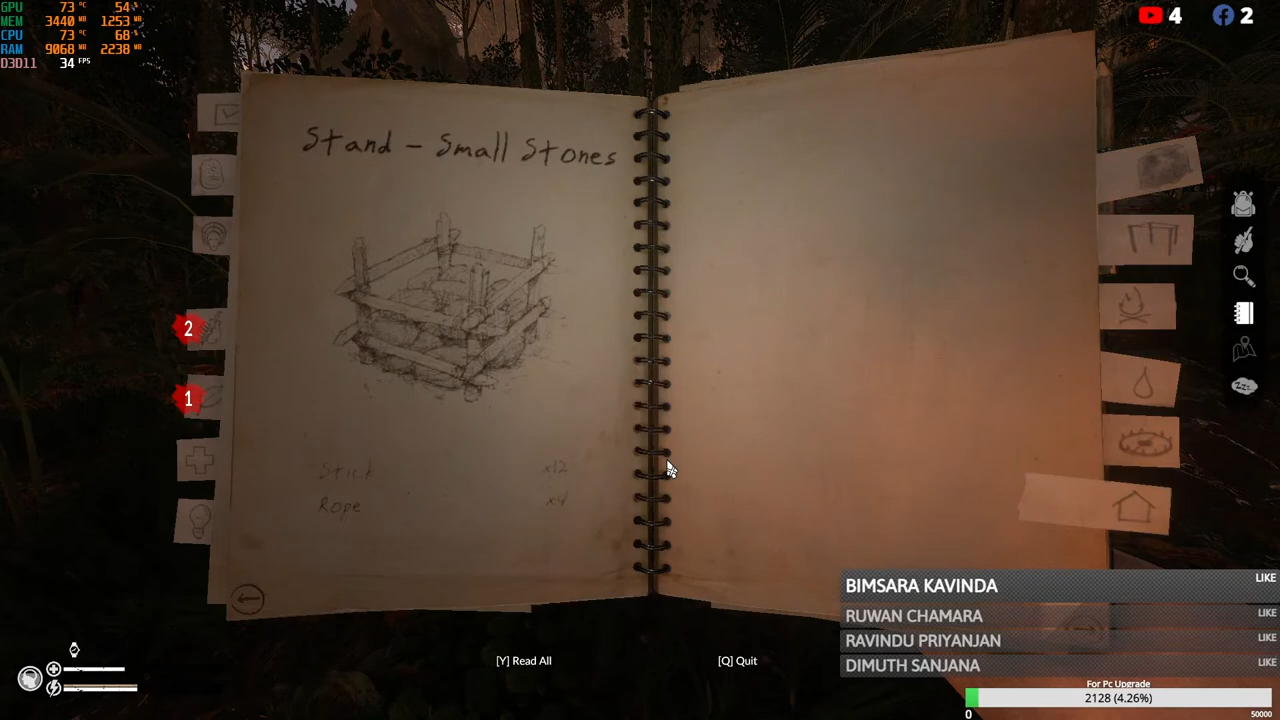 GPU 73 °C 54 %
MEM 3440 MB 1253 MB
CPU 73 °C 68 %
RAM 9068 MB 2238 MB
D3D11 34 FPS
4 2
Stand - Small Stones
2
1
Stick x12
Rope x4
[Y] Read All [Q] Quit
BIMSARA KAVINDA LIKE
RUWAN CHAMARA LIKE
RAVINDU PRIYANJAN LIKE
DIMUTH SANJANA LIKE
For Pc Upgrade
2128 (4.26%)
0 50000